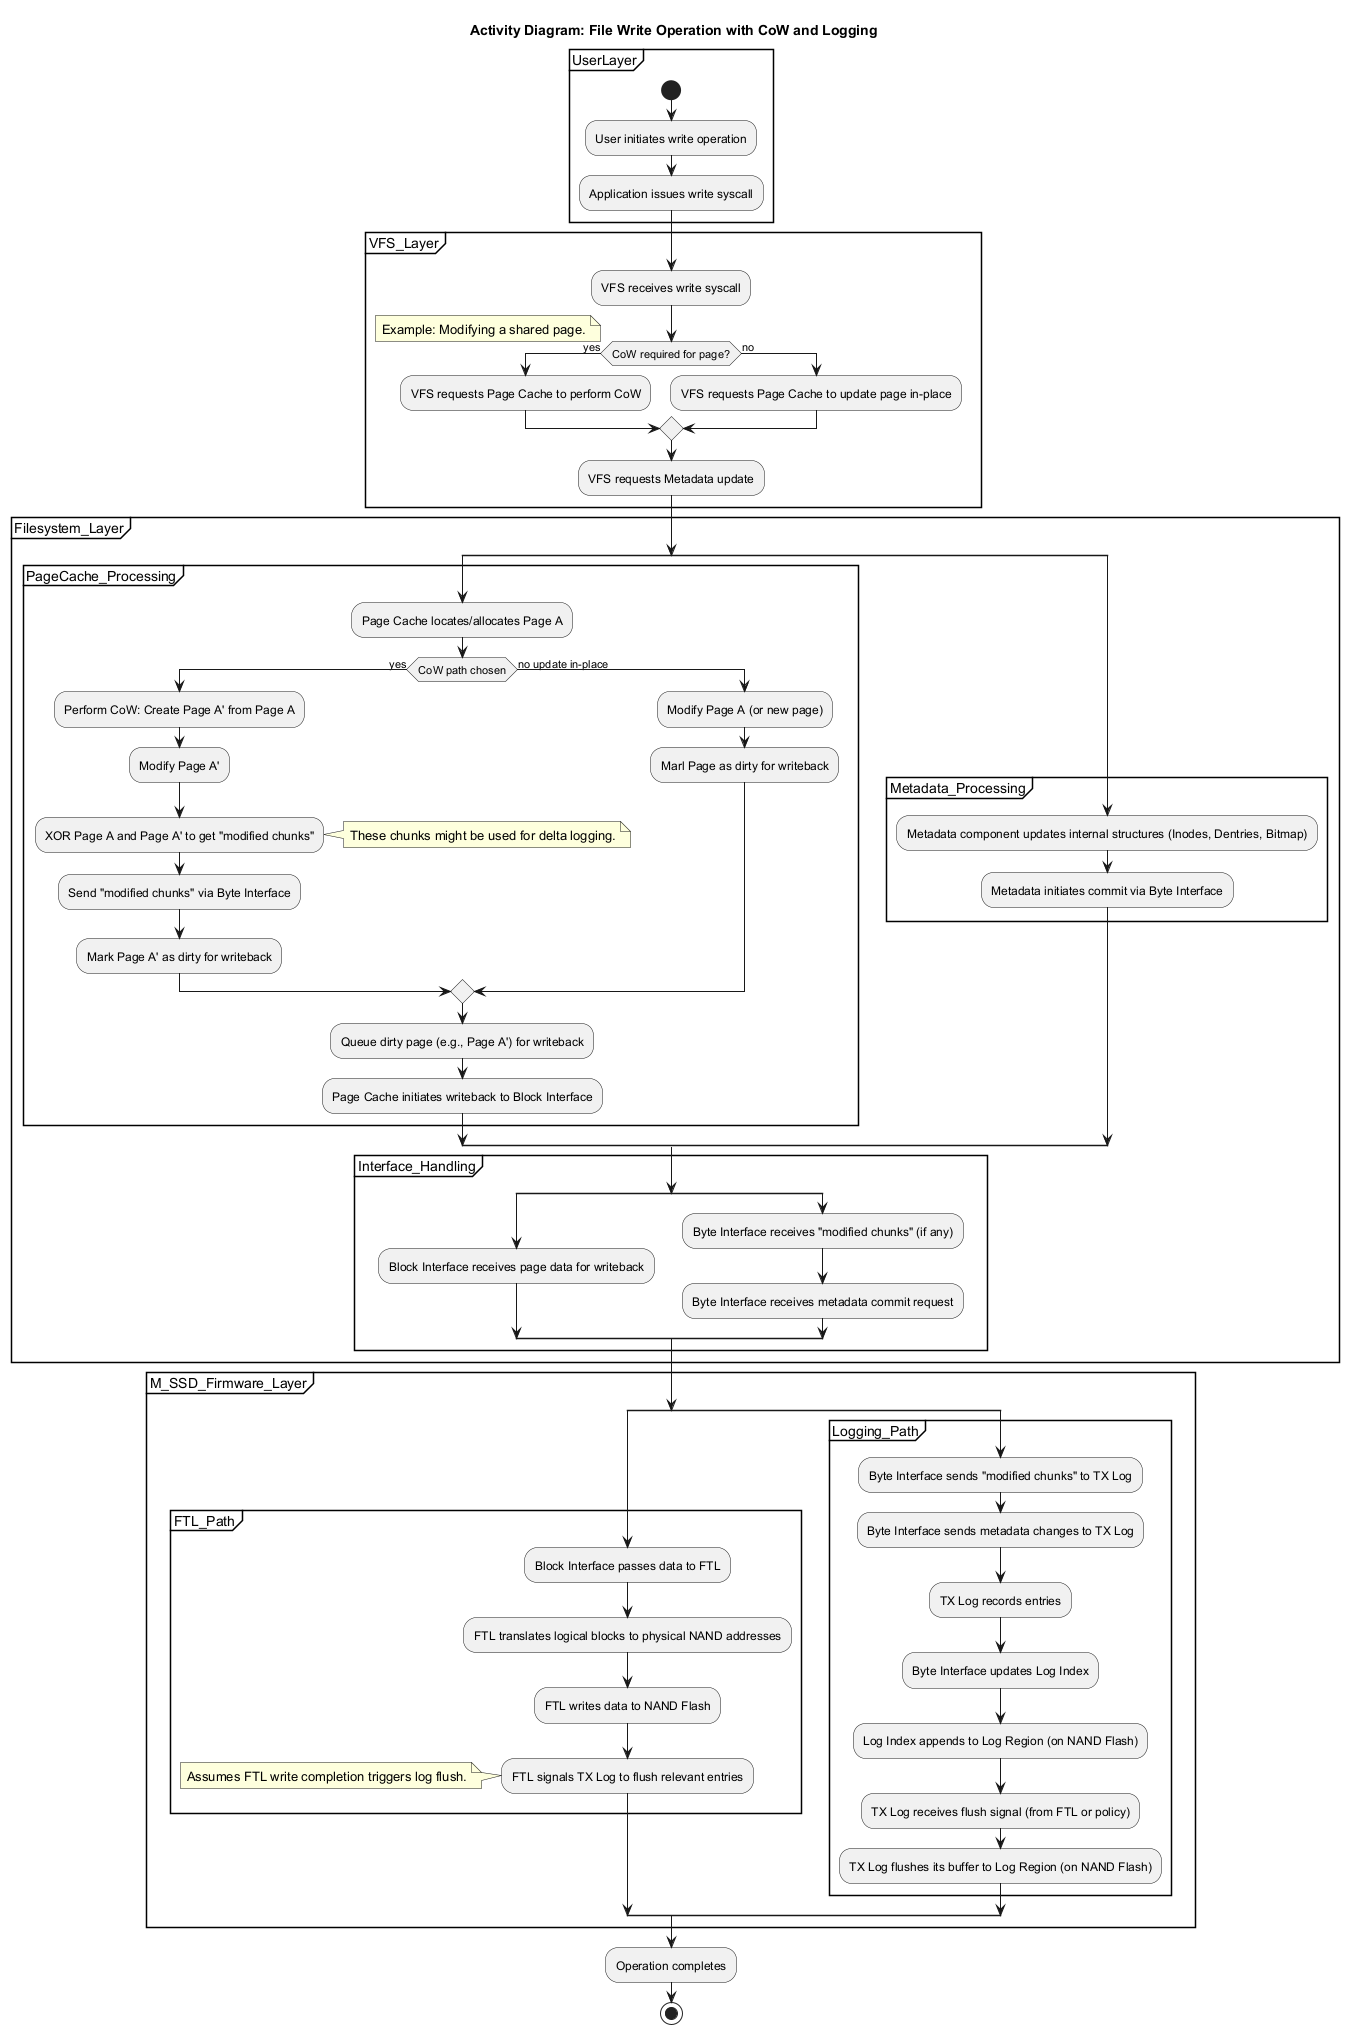 Activity Diagram: File Write Operation with CoW and Logging
UserLayer
User initiates write operation
Application issues write syscall
VFS_Layer
VFS receives write syscall
Example: Modifying a shared page.
yes
CoW required for page?
no
VFS requests Page Cache to perform CoW
VFS requests Page Cache to update page in-place
VFS requests Metadata update
Filesystem_Layer
PageCache_Processing
Page Cache locates/allocates Page A
yes
CoW path chosen
no update in-place
Perform CoW: Create Page A' from Page A
Modify Page A'
XOR Page A and Page A' to get "modified chunks"
These chunks might be used for delta logging.
Send "modified chunks" via Byte Interface
Mark Page A' as dirty for writeback
Modify Page A (or new page)
Marl Page as dirty for writeback
Queue dirty page (e.g., Page A') for writeback
Page Cache initiates writeback to Block Interface
Metadata_Processing
Metadata component updates internal structures (Inodes, Dentries, Bitmap)
Metadata initiates commit via Byte Interface
Interface_Handling
Block Interface receives page data for writeback
Byte Interface receives "modified chunks" (if any)
Byte Interface receives metadata commit request
M_SSD_Firmware_Layer
FTL_Path
Block Interface passes data to FTL
FTL translates logical blocks to physical NAND addresses
FTL writes data to NAND Flash
Assumes FTL write completion triggers log flush.
FTL signals TX Log to flush relevant entries
Logging_Path
Byte Interface sends "modified chunks" to TX Log
Byte Interface sends metadata changes to TX Log
TX Log records entries
Byte Interface updates Log Index
Log Index appends to Log Region (on NAND Flash)
TX Log receives flush signal (from FTL or policy)
TX Log flushes its buffer to Log Region (on NAND Flash)
Operation completes